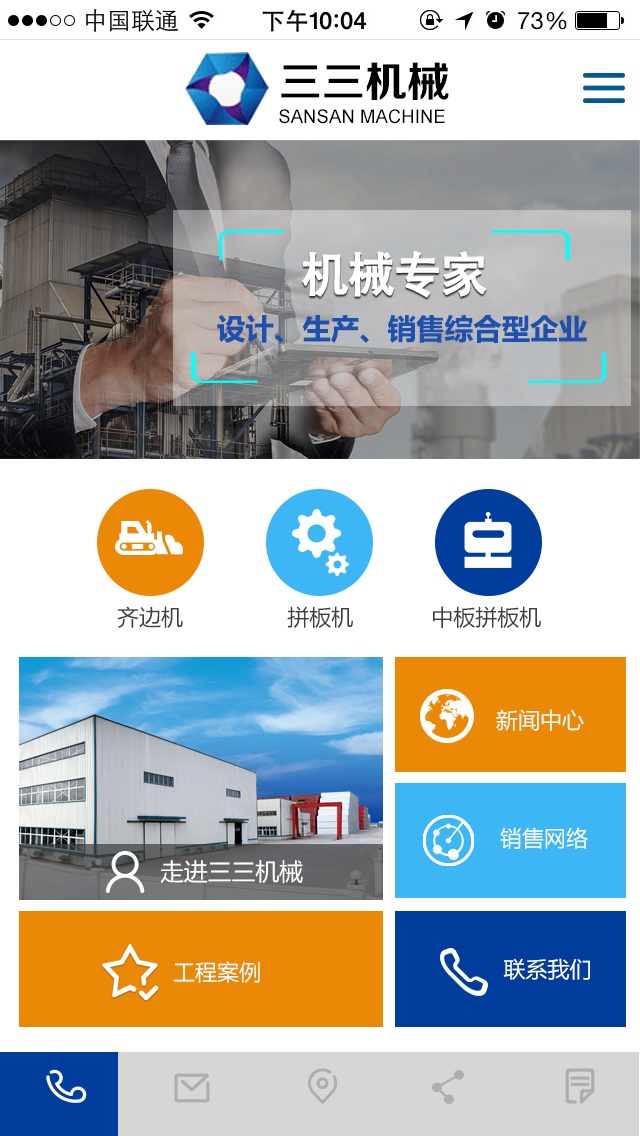 中国联通 下午10:04 73%
三三机械
SANSAN MACHINE
机械专家
设计、生产、销售综合型企业
齐边机 拼板机 中板拼板机
新闻中心
销售网络
走进三三机械
工程案例
联系我们